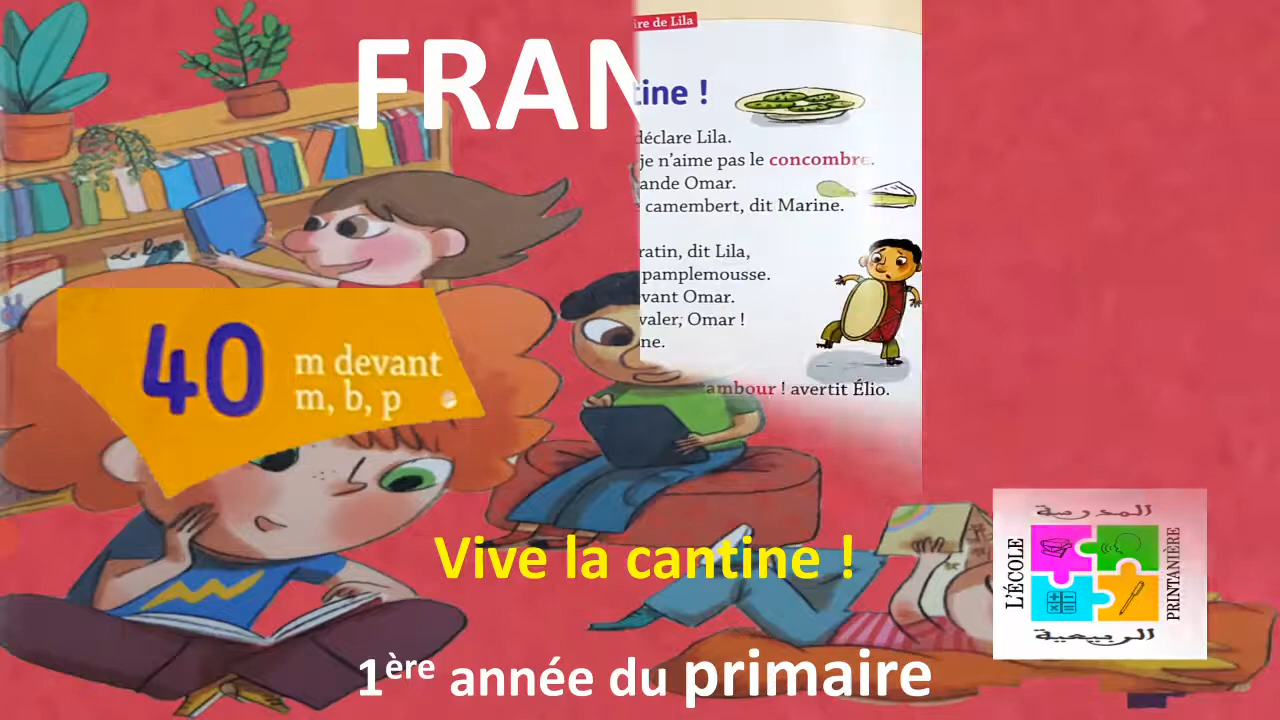 FRAN
ire de Lila
tine !
déclare Lila.
je n'aime pas le concombre.
ande Omar.
camembert, dit Marine.
ratin, dit Lila,
pamplemousse.
vant Omar.
valer, Omar !
ne.
tambour ! avertit Élio.
40
m devant
m, b, p
Vive la cantine !
1ère année du primaire
المدرسة
L'ÉCOLE
PRINTANIÈRE
الربيعية